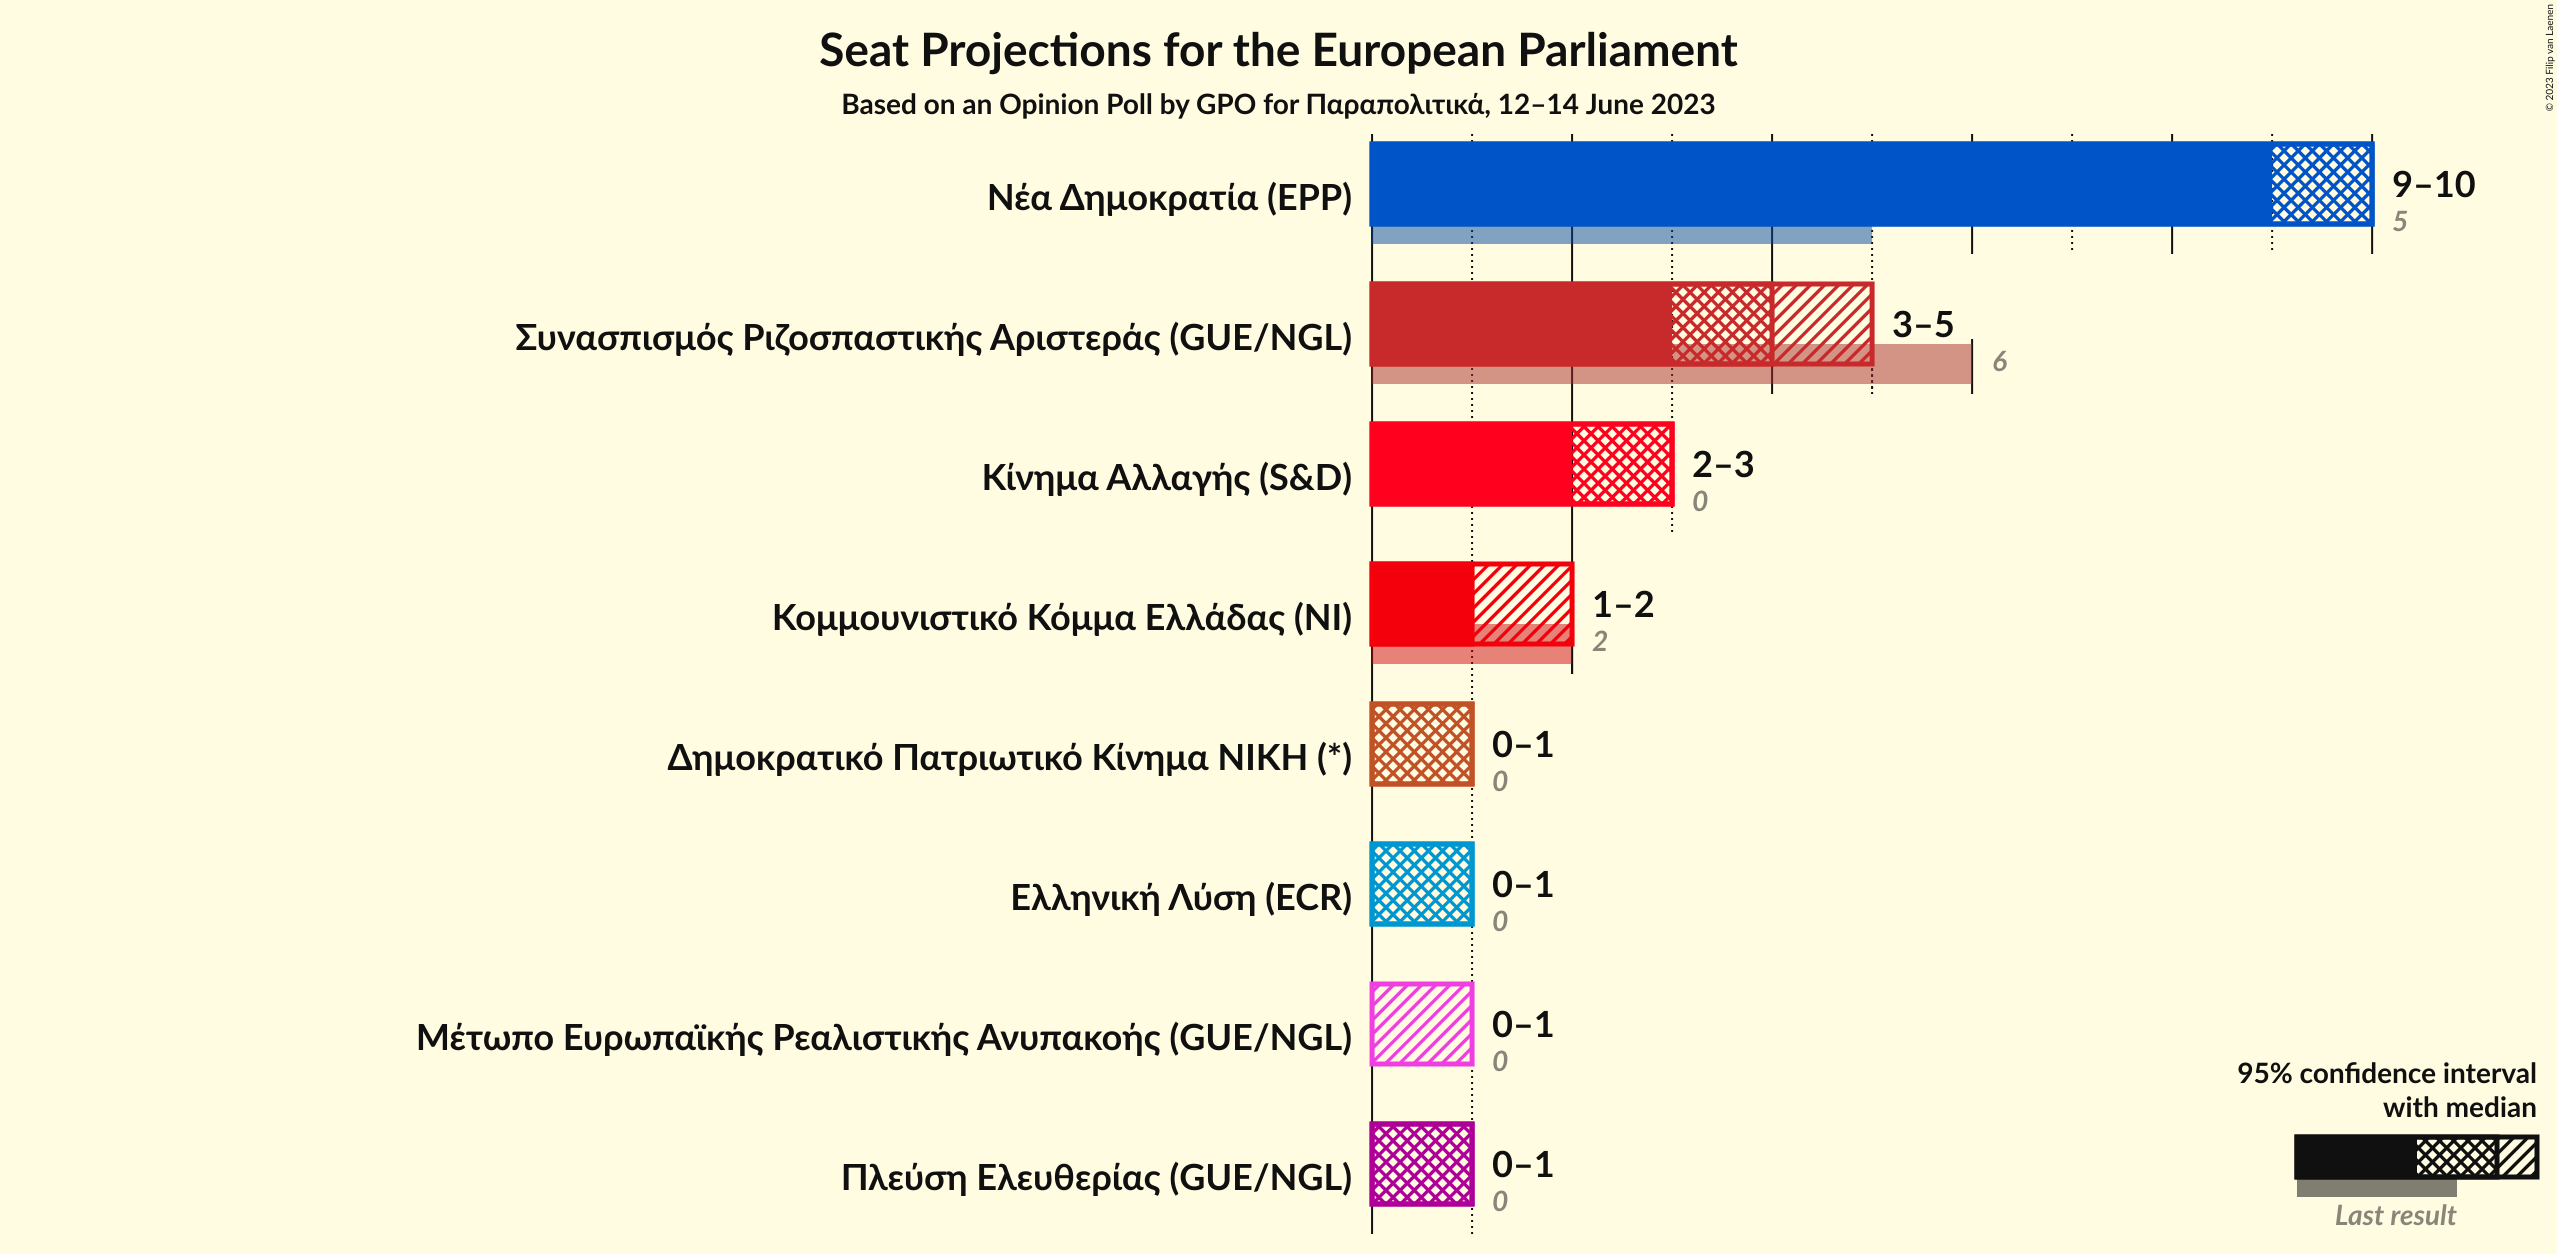 Seat Projections for the European Parliament
Based on an Opinion Poll by GPO for Παραπολιτικά, 12–14 June 2023
© 2023 Filip van Laenen
Νέα Δημοκρατία (EPP)
9–10
5
Συνασπισμός Ριζοσπαστικής Αριστεράς (GUE/NGL)
3–5
6
Κίνημα Αλλαγής (S&D)
2–3
0
Κομμουνιστικό Κόμμα Ελλάδας (NI)
1–2
2
Δημοκρατικό Πατριωτικό Κίνημα ΝΙΚΗ (*)
0–1
0
Ελληνική Λύση (ECR)
0–1
0
Μέτωπο Ευρωπαϊκής Ρεαλιστικής Ανυπακοής (GUE/NGL)
0–1
0
Πλεύση Ελευθερίας (GUE/NGL)
0–1
0
95% confidence interval
with median
Last result